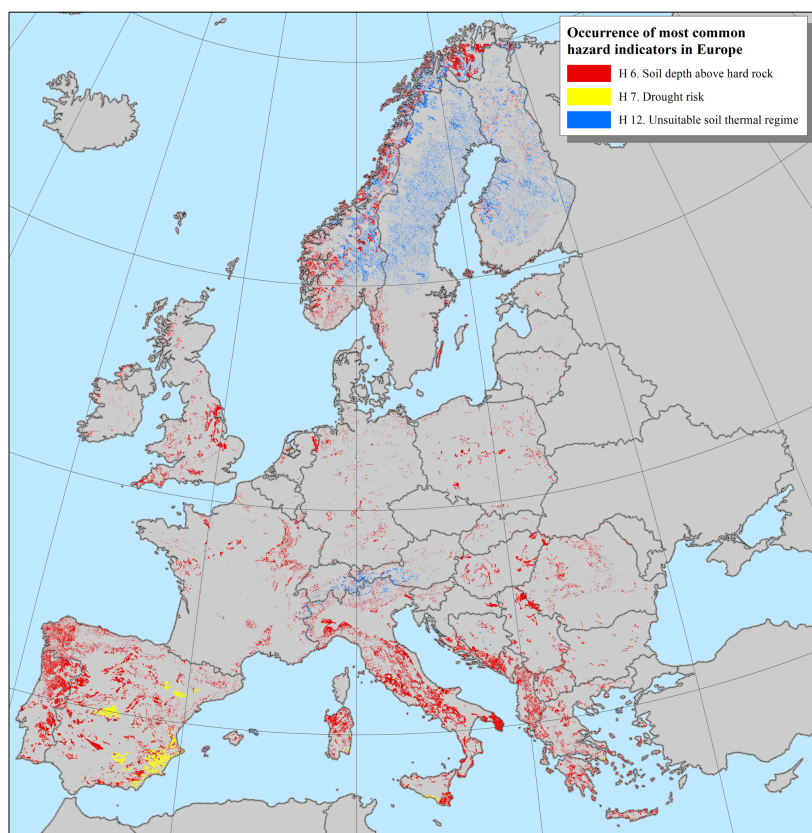 Occurrence of most common
hazard indicators in Europe
H 6. Soil depth above hard rock
H 7. Drought risk
H 12. Unsuitable soil thermal regime